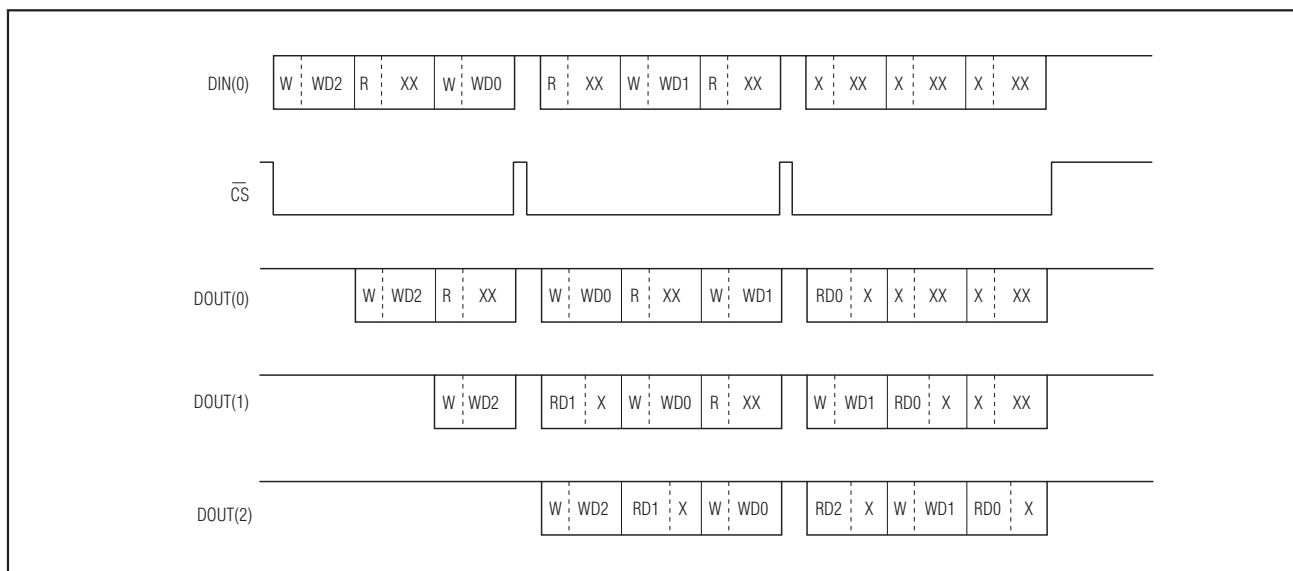 DIN(0) W WD2 R XX W WD0 R XX W WD1 R XX X XX X XX X XX
C̅S̅
DOUT(0) W WD2 R XX W WD0 R XX W WD1 RD0 X X XX X XX
DOUT(1) W WD2 RD1 X W WD0 R XX W WD1 RD0 X X XX
DOUT(2) W WD2 RD1 X W WD0 RD2 X W WD1 RD0 X